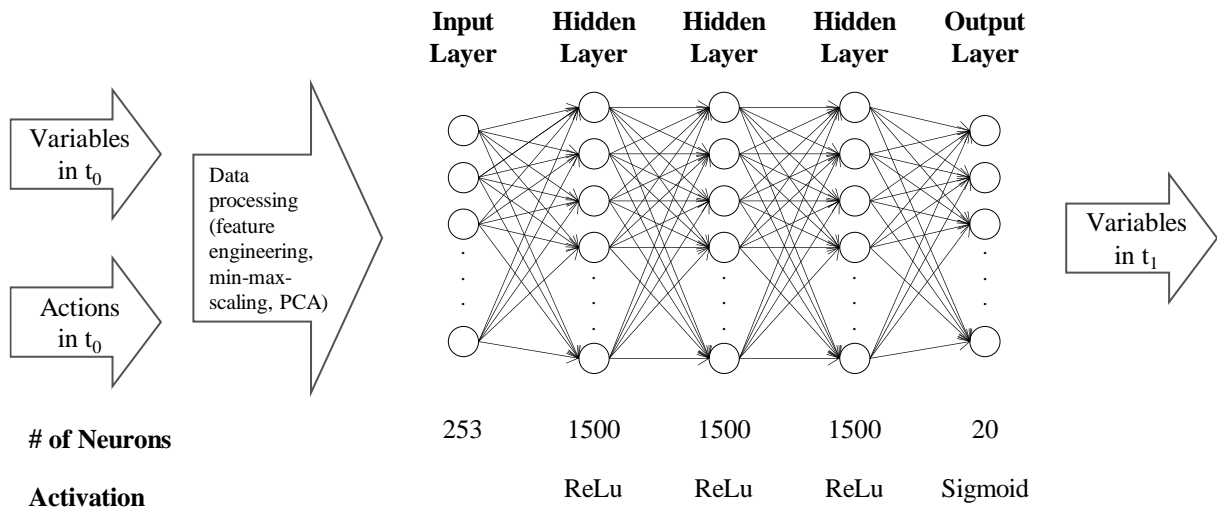 Input Hidden Hidden Hidden Output
Layer Layer Layer Layer Layer
Variables
in t₀
Actions
in t₀
Data
processing
(feature
engineering,
min-max-
scaling, PCA)
Variables
in t₁
# of Neurons 253 1500 1500 1500 20
Activation ReLu ReLu ReLu Sigmoid